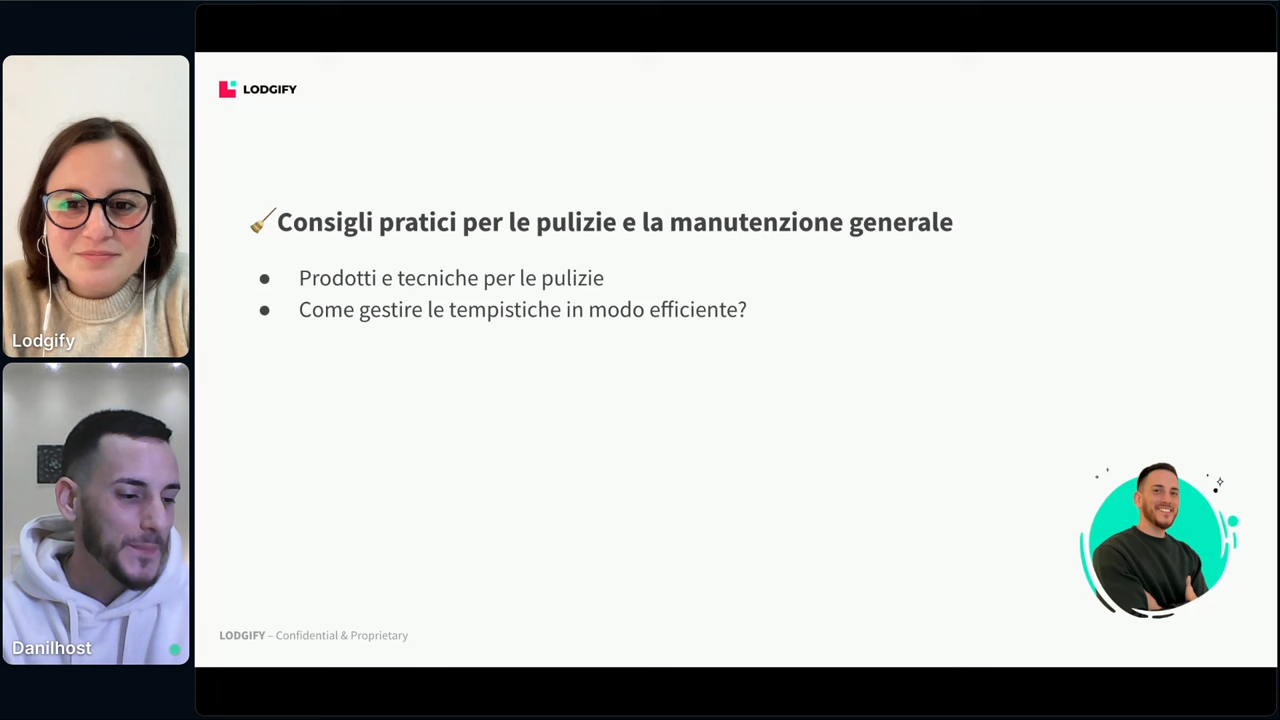 LODGIFY
🧹Consigli pratici per le pulizie e la manutenzione generale
● Prodotti e tecniche per le pulizie
● Come gestire le tempistiche in modo efficiente?
LODGIFY – Confidential & Proprietary
Lodgify
Danilhost